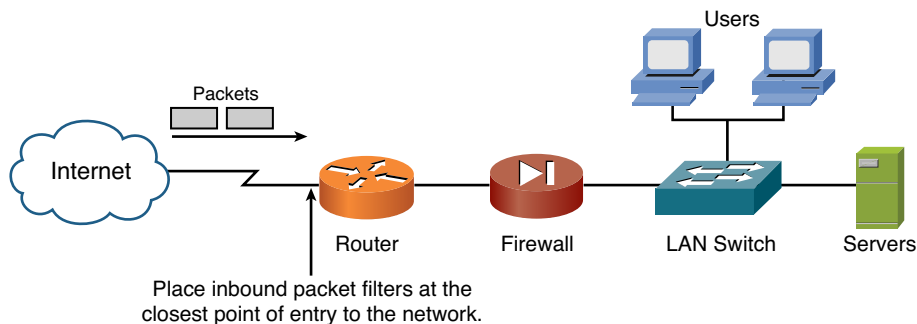 Users
Packets
Internet
Router
Firewall
LAN Switch
Servers
Place inbound packet filters at the
closest point of entry to the network.